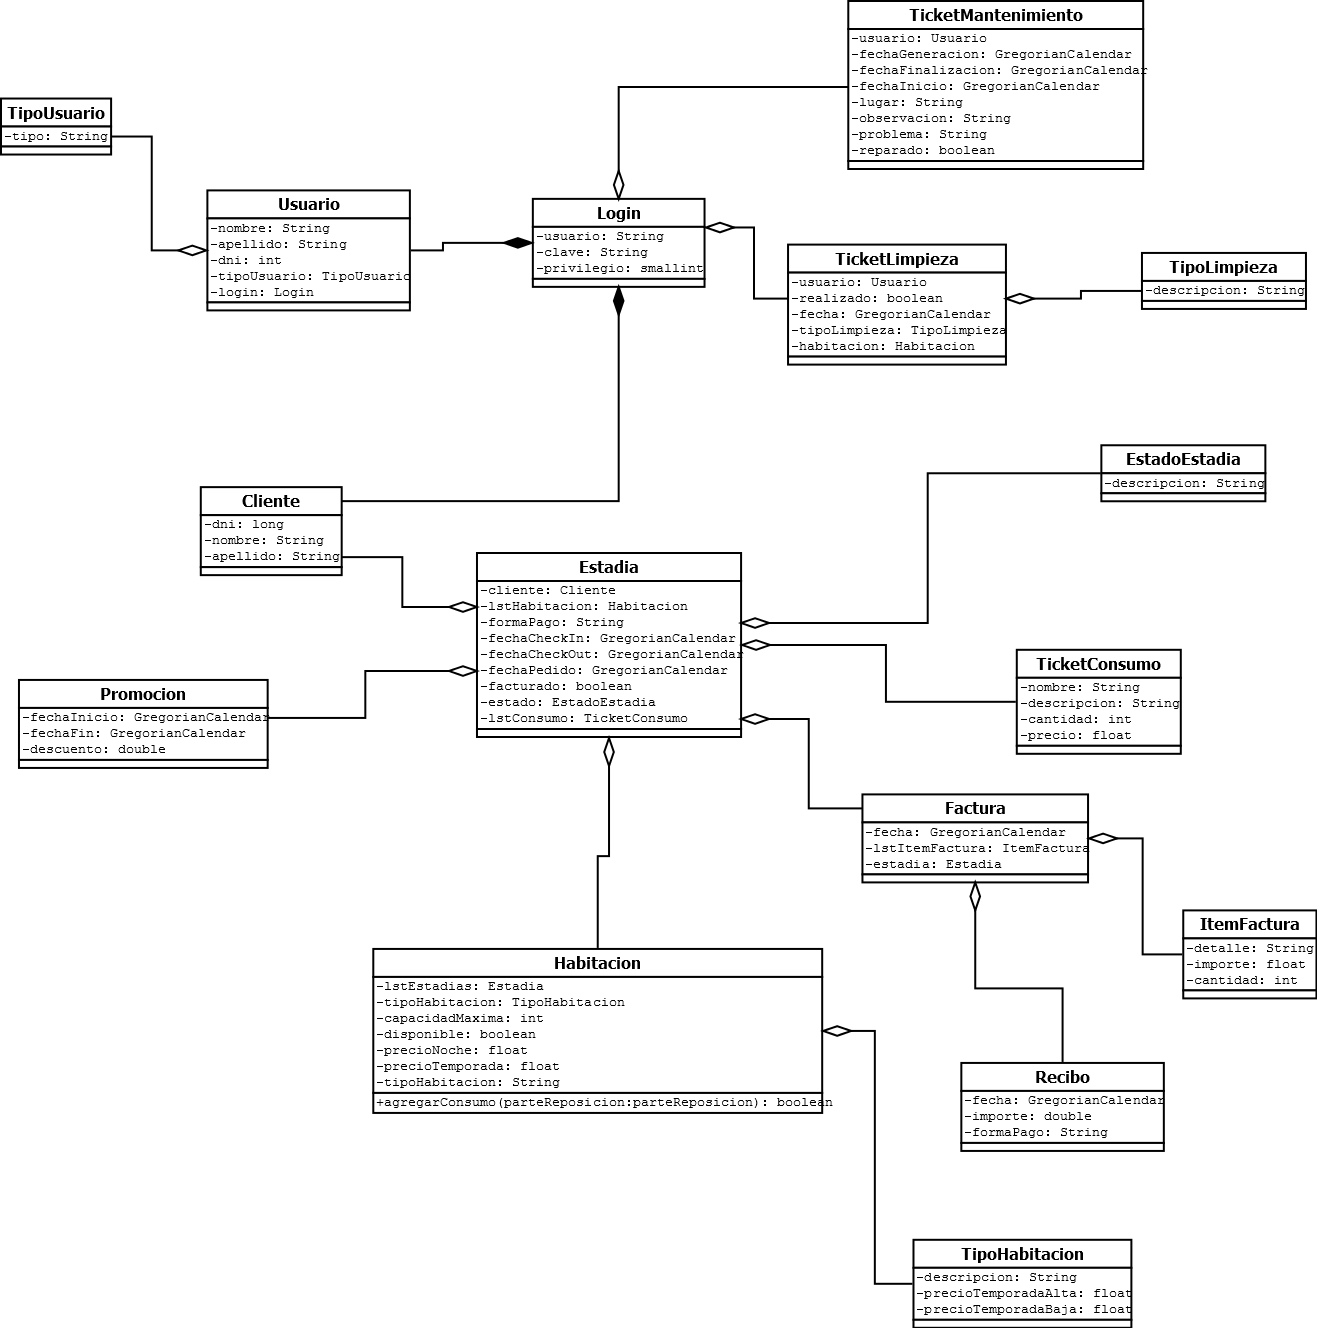 TicketMantenimiento
-usuario: Usuario
-fechaGeneracion: GregorianCalendar
-fechaFinalizacion: GregorianCalendar
-fechaInicio: GregorianCalendar
-lugar: String
-observacion: String
-problema: String
-reparado: boolean
TipoUsuario
-tipo: String
Usuario
-nombre: String
-apellido: String
-dni: int
-tipoUsuario: TipoUsuario
-login: Login
Login
-usuario: String
-clave: String
-privilegio: smallint
TicketLimpieza
-usuario: Usuario
-realizado: boolean
-fecha: GregorianCalendar
-tipoLimpieza: TipoLimpieza
-habitacion: Habitacion
TipoLimpieza
-descripcion: String
EstadoEstadia
-descripcion: String
Cliente
-dni: long
-nombre: String
-apellido: String
Estadia
-cliente: Cliente
-lstHabitacion: Habitacion
-formaPago: String
-fechaCheckIn: GregorianCalendar
-fechaCheckOut: GregorianCalendar
-fechaPedido: GregorianCalendar
-facturado: boolean
-estado: EstadoEstadia
-lstConsumo: TicketConsumo
TicketConsumo
-nombre: String
-descripcion: String
-cantidad: int
-precio: float
Promocion
-fechaInicio: GregorianCalendar
-fechaFin: GregorianCalendar
-descuento: double
Factura
-fecha: GregorianCalendar
-lstItemFactura: ItemFactura
-estadia: Estadia
ItemFactura
-detalle: String
-importe: float
-cantidad: int
Habitacion
-lstEstadias: Estadia
-tipoHabitacion: TipoHabitacion
-capacidadMaxima: int
-disponible: boolean
-precioNoche: float
-precioTemporada: float
-tipoHabitacion: String
+agregarConsumo(parteReposicion:parteReposicion): boolean
Recibo
-fecha: GregorianCalendar
-importe: double
-formaPago: String
TipoHabitacion
-descripcion: String
-precioTemporadaAlta: float
-precioTemporadaBaja: float